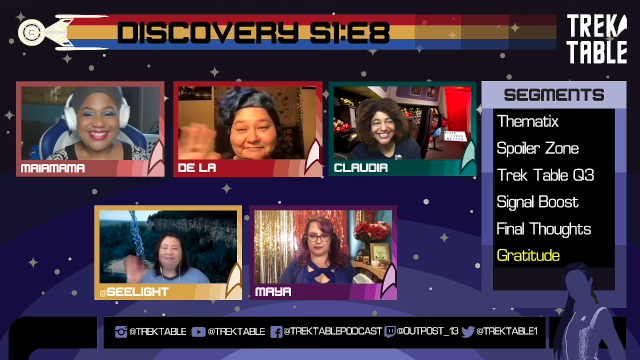 DISCOVERY S1:E8
TREK
TABLE
SEGMENTS
Thematix
Spoiler Zone
Trek Table Q3
Signal Boost
Final Thoughts
Gratitude
MAIAMAMA
DE LA
CLAUDIA
@SEELIGHT
MAYA
@TREKTABLE @TREKTABLE @TREKTABLEPODCAST @OUTPOST_13 @TREKTABLE1